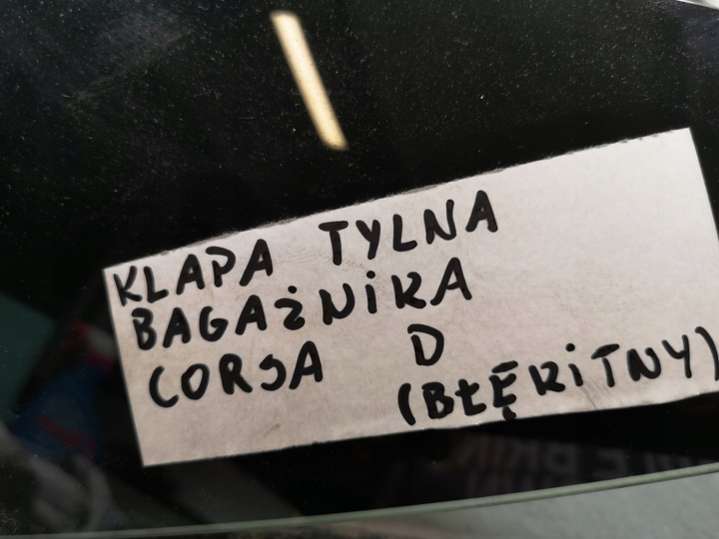 KLAPA TYLNA
BAGAŻNiKA
CORSA D
(BŁĘKiTNY)